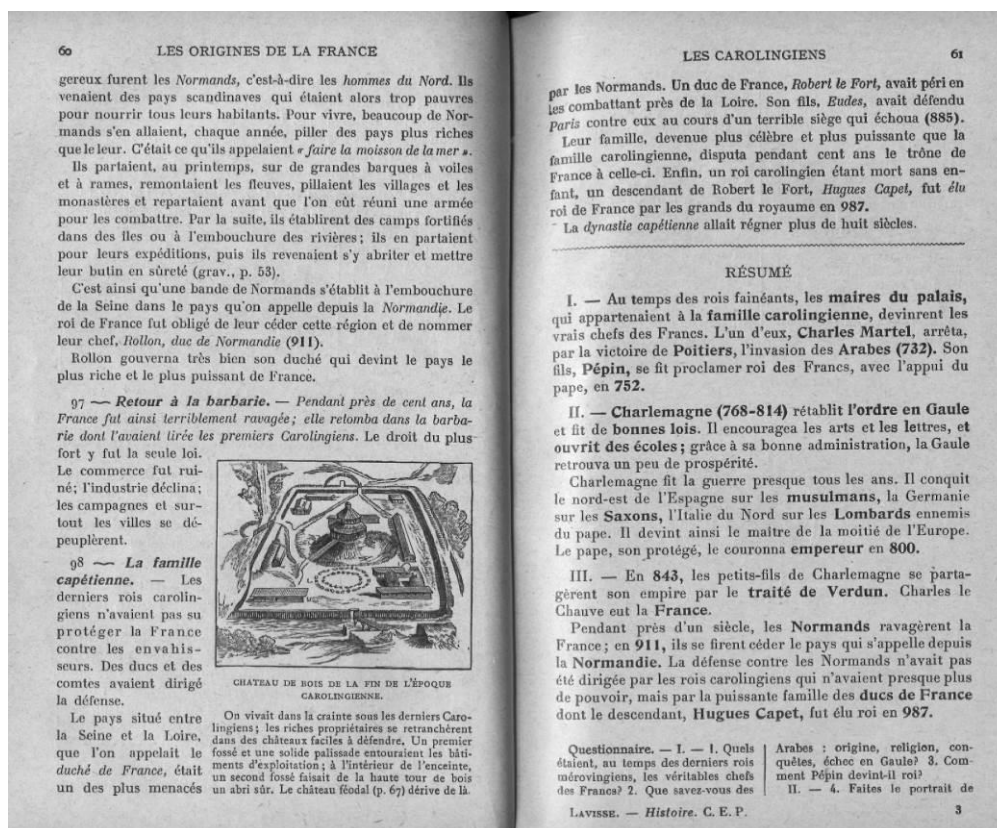 60 LES ORIGINES DE LA FRANCE
gereux furent les Normands, c'est-à-dire les hommes du Nord. Ils
venaient des pays scandinaves qui étaient alors trop pauvres
pour nourrir tous leurs habitants. Pour vivre, beaucoup de Nor-
mands s'en allaient, chaque année, piller des pays plus riches
que le leur. C'était ce qu'ils appelaient « faire la moisson de la mer ».
Ils partaient, au printemps, sur de grandes barques à voiles
et à rames, remontaient les fleuves, pillaient les villages et les
monastères et repartaient avant que l'on eût réuni une armée
pour les combattre. Par la suite, ils établirent des camps fortifiés
dans des îles ou à l'embouchure des rivières; ils en partaient
pour leurs expéditions, puis ils revenaient s'y abriter et mettre
leur butin en sûreté (grav., p. 53).
C'est ainsi qu'une bande de Normands s'établit à l'embouchure
de la Seine dans le pays qu'on appelle depuis la Normandie. Le
roi de France fut obligé de leur céder cette région et de nommer
leur chef, Rollon, duc de Normandie (911).
Rollon gouverna très bien son duché qui devint le pays le
plus riche et le plus puissant de France.
97 — Retour à la barbarie. — Pendant près de cent ans, la
France fut ainsi terriblement ravagée; elle retomba dans la barba-
rie dont l'avaient tirée les premiers Carolingiens. Le droit du plus
fort y fut la seule loi.
Le commerce fut rui-
né; l'industrie déclina;
les campagnes et sur-
tout les villes se dé-
peuplèrent.
98 — La famille
capétienne. — Les
derniers rois carolin-
giens n'avaient pas su
protéger la France
contre les envahis-
seurs. Des ducs et des
comtes avaient dirigé
la défense.
Le pays situé entre
la Seine et la Loire,
que l'on appelait le
duché de France, était
un des plus menacés
CHATEAU DE BOIS DE LA FIN DE L'ÉPOQUE
CAROLINGIENNE.
On vivait dans la crainte sous les derniers Caro-
lingiens; les riches propriétaires se retranchèrent
dans des châteaux faciles à défendre. Un premier
fossé et une solide palissade entouraient les bâti-
ments d'exploitation; à l'intérieur de l'enceinte,
un second fossé faisait de la haute tour de bois
un abri sûr. Le château féodal (p. 67) dérive de là.
LES CAROLINGIENS 61
par les Normands. Un duc de France, Robert le Fort, avait péri en
les combattant près de la Loire. Son fils, Eudes, avait défendu
Paris contre eux au cours d'un terrible siège qui échoua (885).
Leur famille, devenue plus célèbre et plus puissante que la
famille carolingienne, disputa pendant cent ans le trône de
France à celle-ci. Enfin, un roi carolingien étant mort sans en-
fant, un descendant de Robert le Fort, Hugues Capet, fut élu
roi de France par les grands du royaume en 987.
La dynastie capétienne allait régner plus de huit siècles.
RÉSUMÉ
I. — Au temps des rois fainéants, les maires du palais,
qui appartenaient à la famille carolingienne, devinrent les
vrais chefs des Francs. L'un d'eux, Charles Martel, arrêta,
par la victoire de Poitiers, l'invasion des Arabes (732). Son
fils, Pépin, se fit proclamer roi des Francs, avec l'appui du
pape, en 752.
II. — Charlemagne (768-814) rétablit l'ordre en Gaule
et fit de bonnes lois. Il encouragea les arts et les lettres, et
ouvrit des écoles; grâce à sa bonne administration, la Gaule
retrouva un peu de prospérité.
Charlemagne fit la guerre presque tous les ans. Il conquit
le nord-est de l'Espagne sur les musulmans, la Germanie
sur les Saxons, l'Italie du Nord sur les Lombards ennemis
du pape. Il devint ainsi le maître de la moitié de l'Europe.
Le pape, son protégé, le couronna empereur en 800.
III. — En 843, les petits-fils de Charlemagne se parta-
gèrent son empire par le traité de Verdun. Charles le
Chauve eut la France.
Pendant près d'un siècle, les Normands ravagèrent la
France; en 911, ils se firent céder le pays qui s'appelle depuis
la Normandie. La défense contre les Normands n'avait pas
été dirigée par les rois carolingiens qui n'avaient presque plus
de pouvoir, mais par la puissante famille des ducs de France
dont le descendant, Hugues Capet, fut élu roi en 987.
Questionnaire. — I. — 1. Quels
étaient, au temps des derniers rois
mérovingiens, les véritables chefs
des Francs? 2. Que savez-vous des
Arabes : origine, religion, con-
quêtes, échec en Gaule? 3. Com-
ment Pépin devint-il roi?
II. — 4. Faites le portrait de
LAVISSE. — Histoire. C. E. P. 3